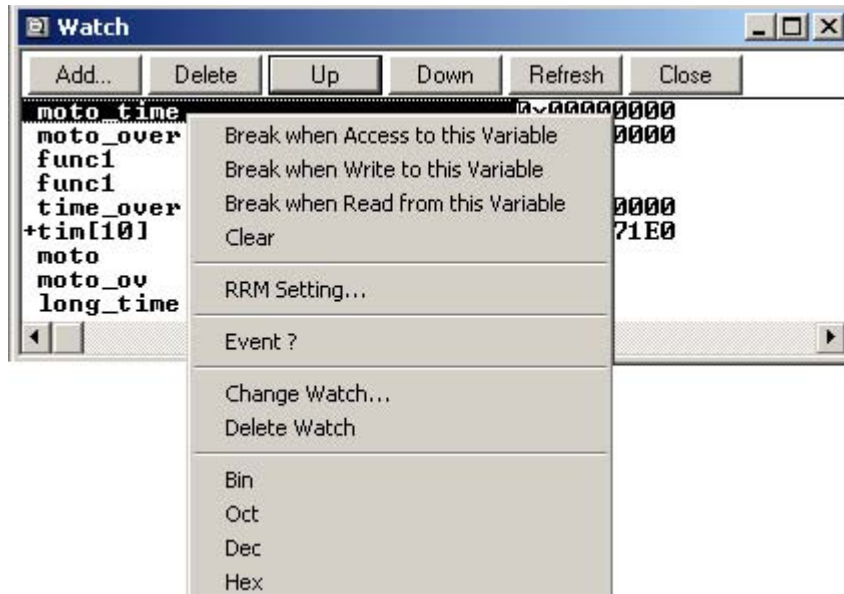 Watch
Add... Delete Up Down Refresh Close
moto_time 0x00000000
moto_over 0000
func1
func1
time_over 0000
+tim[10] 71E0
moto
moto_ov
long_time
Break when Access to this Variable
Break when Write to this Variable
Break when Read from this Variable
Clear
RRM Setting...
Event ?
Change Watch...
Delete Watch
Bin
Oct
Dec
Hex